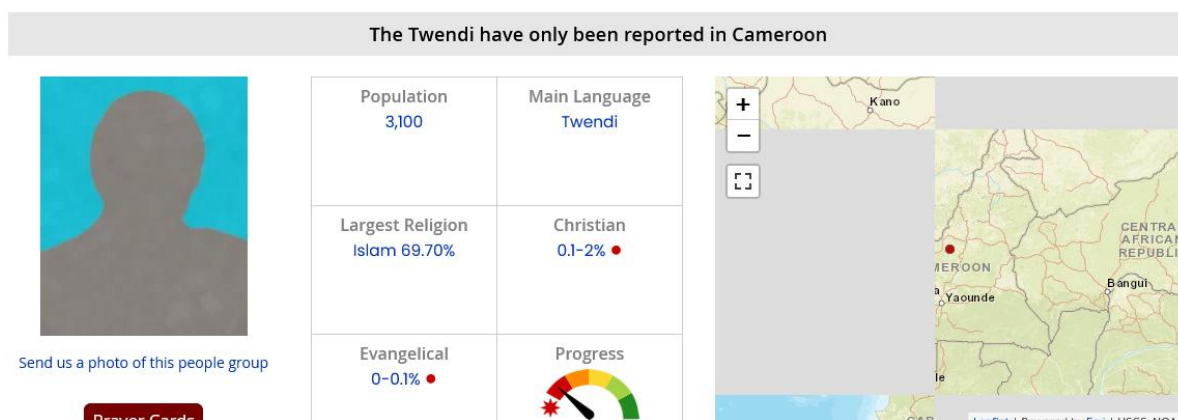 The Twendi have only been reported in Cameroon
Population
3,100
Main Language
Twendi
Largest Religion
Islam 69.70%
Christian
0.1-2%
Evangelical
0-0.1%
Progress
Send us a photo of this people group
Prayer Cards
+
−
Kano
CENTRA
AFRICAN
REPUBLI
MEROON
Bangui
Yaounde